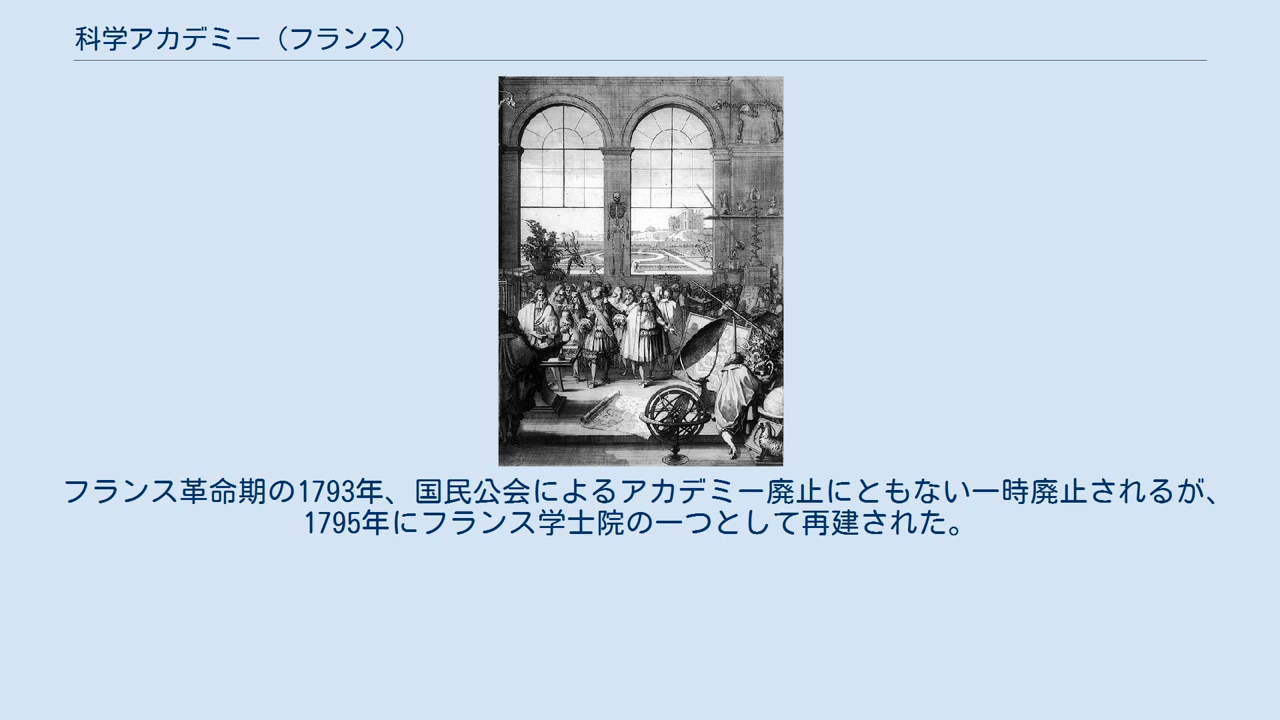 科学アカデミー（フランス）
フランス革命期の1793年、国民公会によるアカデミー廃止にともない一時廃止されるが、
1795年にフランス学士院の一つとして再建された。